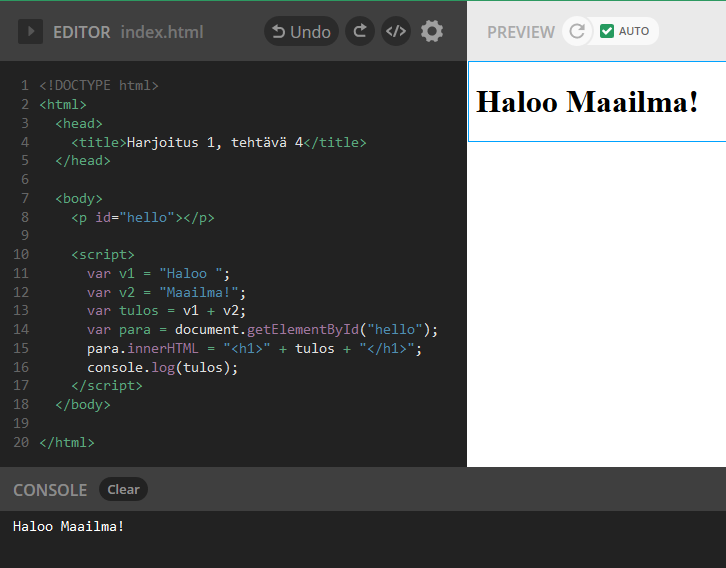 EDITOR index.html
Undo
</>
PREVIEW
AUTO
1 <!DOCTYPE html>
2 <html>
3   <head>
4     <title>Harjoitus 1, tehtävä 4</title>
5   </head>
6
7   <body>
8     <p id="hello"></p>
9
10     <script>
11       var v1 = "Haloo ";
12       var v2 = "Maailma!";
13       var tulos = v1 + v2;
14       var para = document.getElementById("hello");
15       para.innerHTML = "<h1>" + tulos + "</h1>";
16       console.log(tulos);
17     </script>
18   </body>
19
20 </html>
Haloo Maailma!
CONSOLE
Clear
Haloo Maailma!